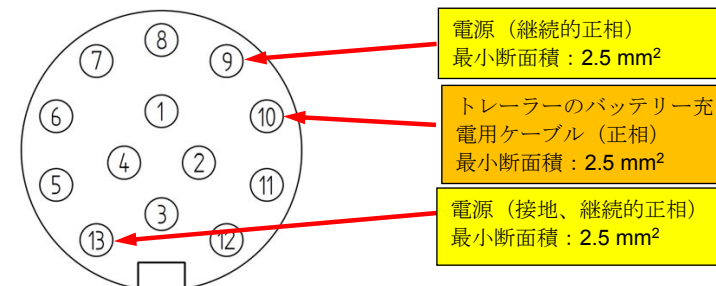 8
7
9
6
1
10
4
2
5
11
3
13
12
電源（継続的正相）
最小断面積：2.5 mm²
トレーラーのバッテリー充
電用ケーブル（正相）
最小断面積：2.5 mm²
電源（接地、継続的正相）
最小断面積：2.5 mm²